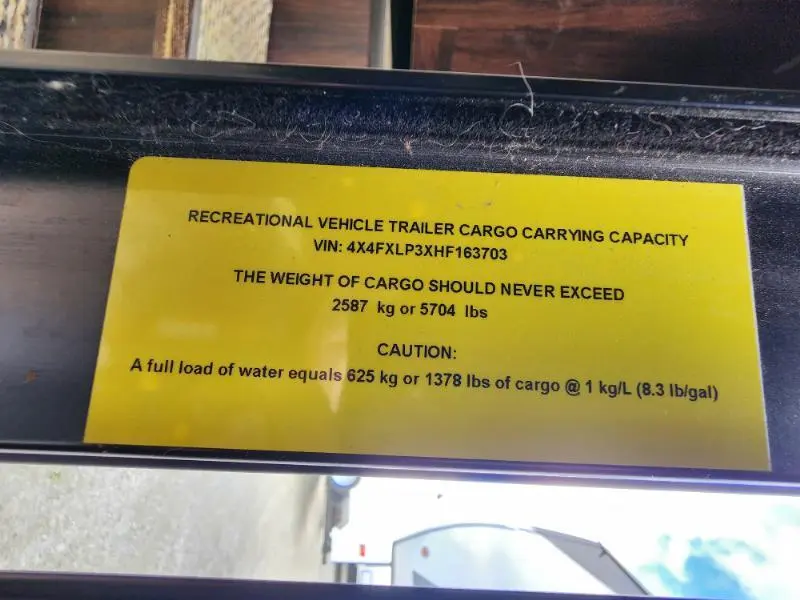 RECREATIONAL VEHICLE TRAILER CARGO CARRYING CAPACITY
VIN: 4X4FXLP3XHF163703
THE WEIGHT OF CARGO SHOULD NEVER EXCEED
2587 kg or 5704 lbs
CAUTION:
A full load of water equals 625 kg or 1378 lbs of cargo @ 1 kg/L (8.3 lb/gal)